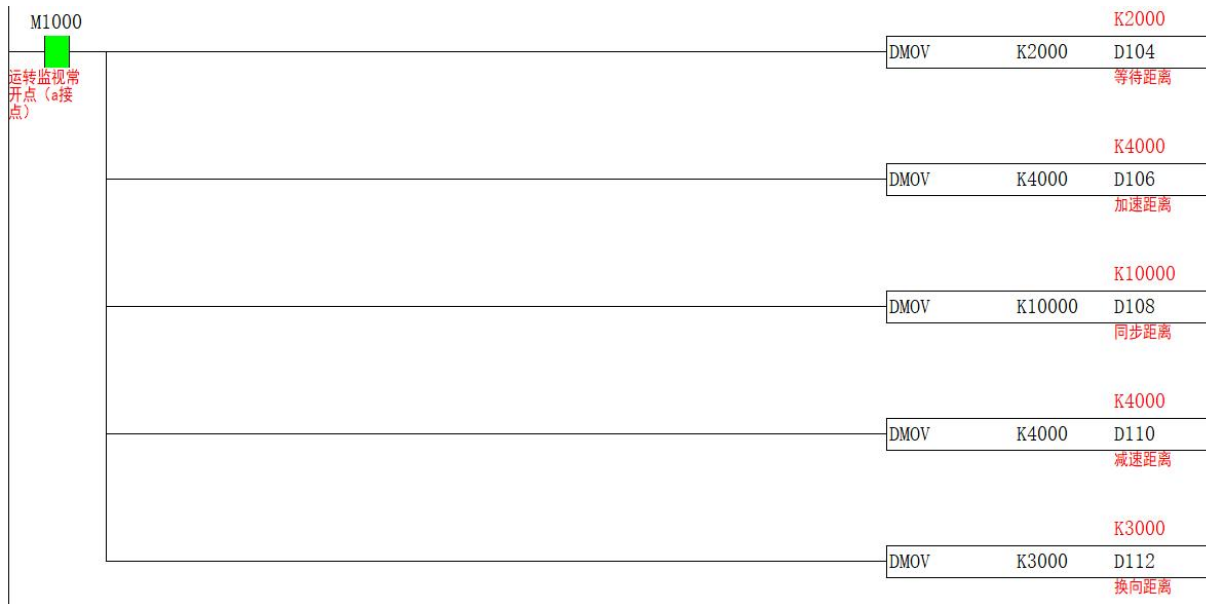 M1000
运转监视常
开点（a接
点）
K2000
DMOV K2000 D104
等待距离
K4000
DMOV K4000 D106
加速距离
K10000
DMOV K10000 D108
同步距离
K4000
DMOV K4000 D110
减速距离
K3000
DMOV K3000 D112
换向距离